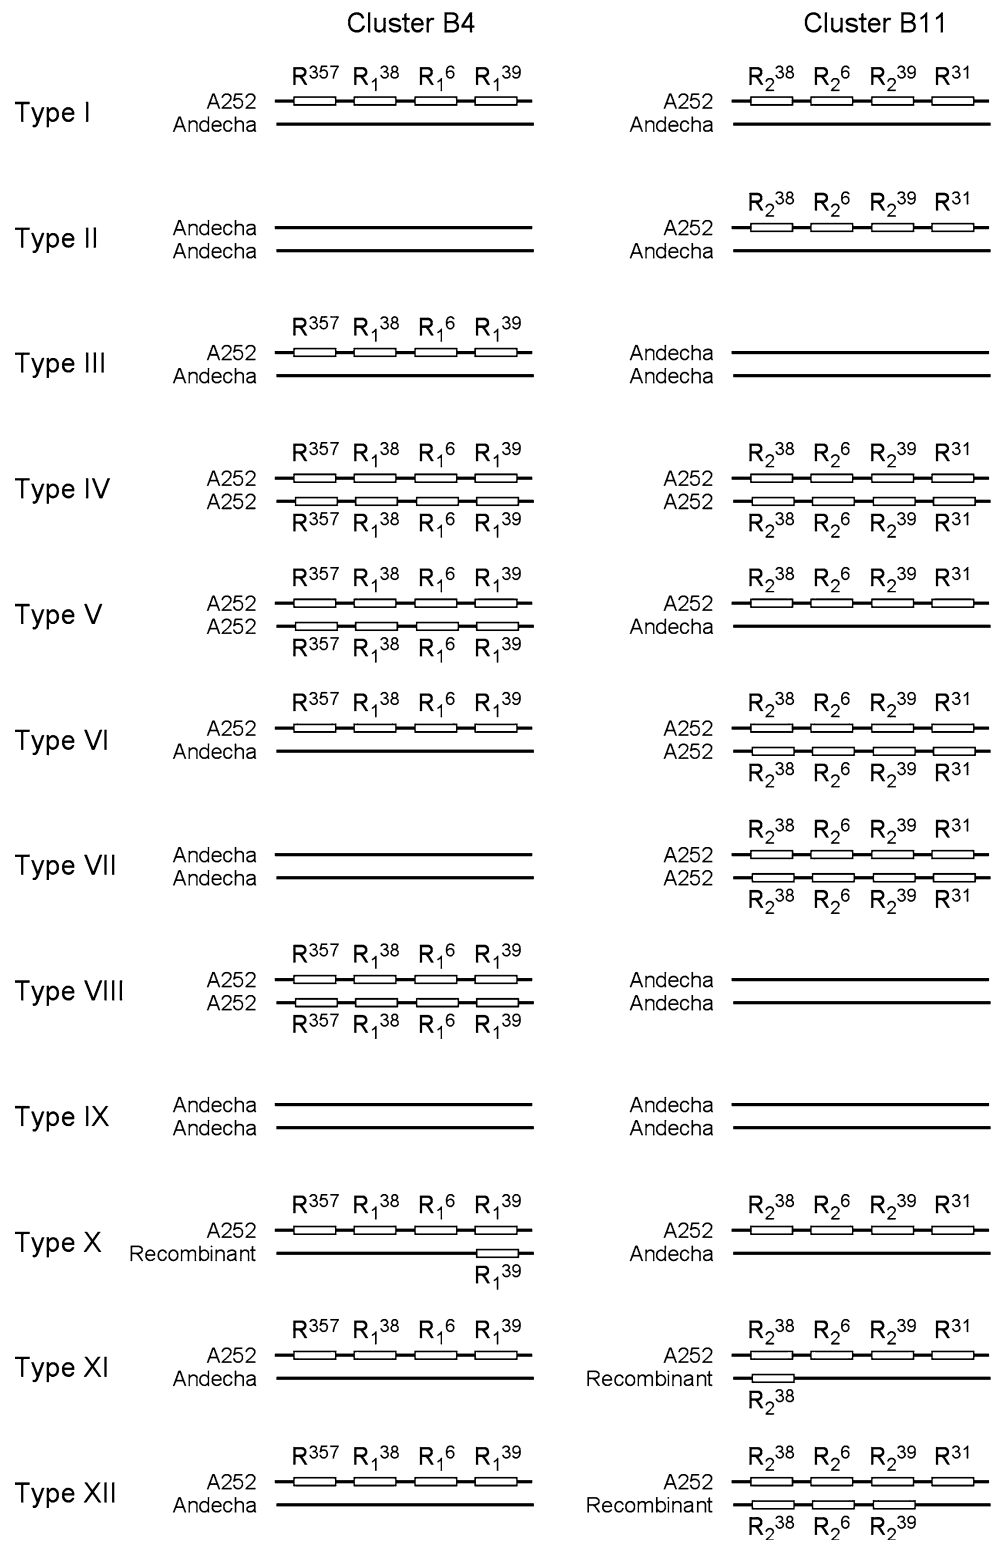 Cluster B4 Cluster B11
R³⁵⁷ R₁³⁸ R₁⁶ R₁³⁹ R₂³⁸ R₂⁶ R₂³⁹ R³¹
Type I A252 A252
Andecha Andecha
R₂³⁸ R₂⁶ R₂³⁹ R³¹
Type II Andecha A252
Andecha Andecha
R³⁵⁷ R₁³⁸ R₁⁶ R₁³⁹
Type III A252 Andecha
Andecha Andecha
R³⁵⁷ R₁³⁸ R₁⁶ R₁³⁹ R₂³⁸ R₂⁶ R₂³⁹ R³¹
Type IV A252 A252
A252 A252
R³⁵⁷ R₁³⁸ R₁⁶ R₁³⁹ R₂³⁸ R₂⁶ R₂³⁹ R³¹
R³⁵⁷ R₁³⁸ R₁⁶ R₁³⁹ R₂³⁸ R₂⁶ R₂³⁹ R³¹
Type V A252 A252
A252 Andecha
R³⁵⁷ R₁³⁸ R₁⁶ R₁³⁹
R³⁵⁷ R₁³⁸ R₁⁶ R₁³⁹ R₂³⁸ R₂⁶ R₂³⁹ R³¹
Type VI A252 A252
Andecha A252
R₂³⁸ R₂⁶ R₂³⁹ R³¹
R₂³⁸ R₂⁶ R₂³⁹ R³¹
Type VII Andecha A252
Andecha A252
R₂³⁸ R₂⁶ R₂³⁹ R³¹
R³⁵⁷ R₁³⁸ R₁⁶ R₁³⁹
Type VIII A252 Andecha
A252 Andecha
R³⁵⁷ R₁³⁸ R₁⁶ R₁³⁹
Type IX Andecha Andecha
Andecha Andecha
R³⁵⁷ R₁³⁸ R₁⁶ R₁³⁹ R₂³⁸ R₂⁶ R₂³⁹ R³¹
Type X A252 A252
Recombinant Andecha
R₁³⁹
R³⁵⁷ R₁³⁸ R₁⁶ R₁³⁹ R₂³⁸ R₂⁶ R₂³⁹ R³¹
Type XI A252 A252
Andecha Recombinant
R₂³⁸
R³⁵⁷ R₁³⁸ R₁⁶ R₁³⁹ R₂³⁸ R₂⁶ R₂³⁹ R³¹
Type XII A252 A252
Andecha Recombinant
R₂³⁸ R₂⁶ R₂³⁹